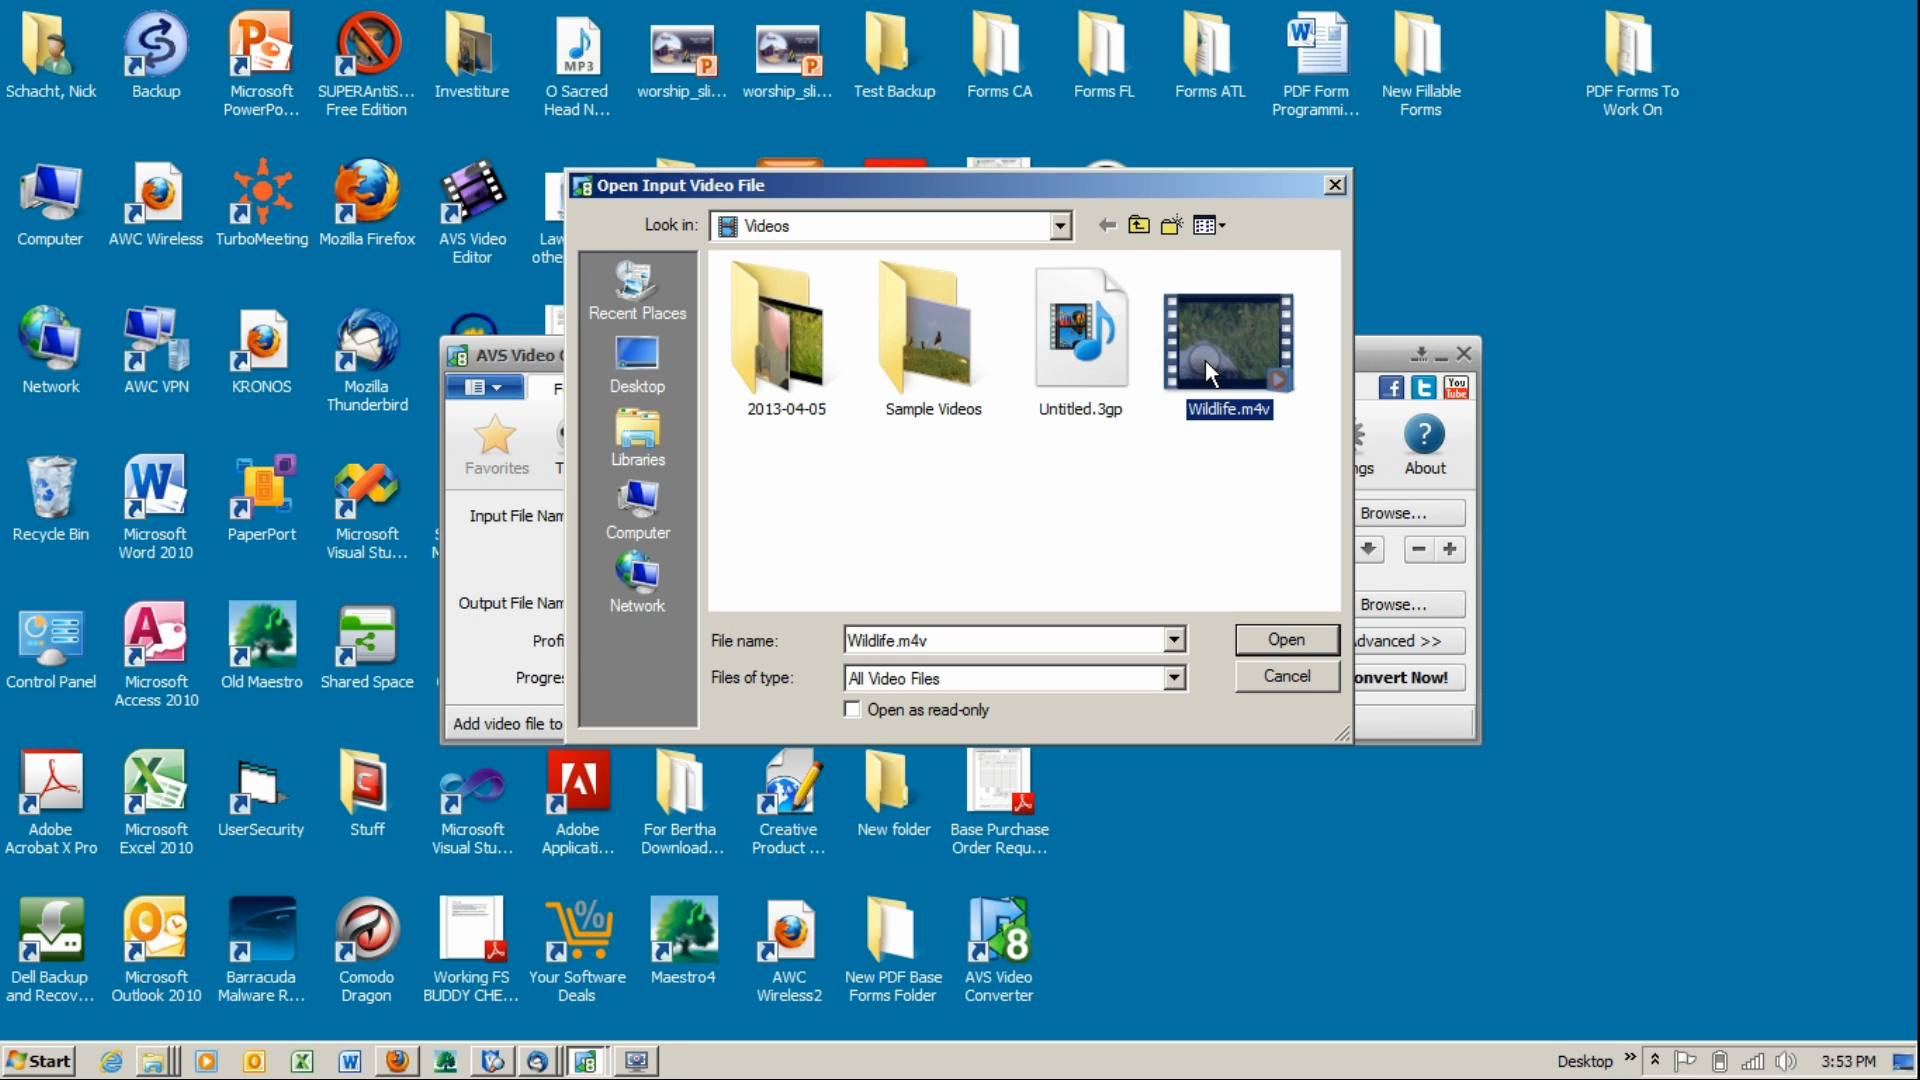 Schacht, Nick
Backup
Microsoft
PowerPo...
SUPERAntiS...
Free Edition
Investiture
MP3
O Sacred
Head N...
worship_sli...
worship_sli...
Test Backup
Forms CA
Forms FL
Forms ATL
PDF Form
Programmi...
New Fillable
Forms
PDF Forms To
Work On
Computer
AWC Wireless
TurboMeeting
Mozilla Firefox
AVS Video
Editor
Law
othe
Open Input Video File
Look in:
Videos
Recent Places
Desktop
Libraries
Computer
Network
2013-04-05
Sample Videos
Untitled.3gp
Wildlife.m4v
File name:
Wildlife.m4v
Open
Files of type:
All Video Files
Cancel
Open as read-only
Network
AWC VPN
KRONOS
Mozilla
Thunderbird
AVS Video
You
Tube
Favorites
ngs
About
Input File Nam
Browse...
Output File Nam
Browse...
Profi
Advanced >>
Progre
onvert Now!
Add video file to
Recycle Bin
Microsoft
Word 2010
PaperPort
Microsoft
Visual Stu...
Control Panel
Microsoft
Access 2010
Old Maestro
Shared Space
Adobe
Acrobat X Pro
Microsoft
Excel 2010
UserSecurity
Stuff
Microsoft
Visual Stu...
Adobe
Applicati...
For Bertha
Download...
Creative
Product ...
New folder
Base Purchase
Order Requ...
Dell Backup
and Recov...
Microsoft
Outlook 2010
Barracuda
Malware R...
Comodo
Dragon
Working FS
BUDDY CHE...
Your Software
Deals
Maestro4
AWC
Wireless2
New PDF Base
Forms Folder
AVS Video
Converter
Start
Desktop
3:53 PM